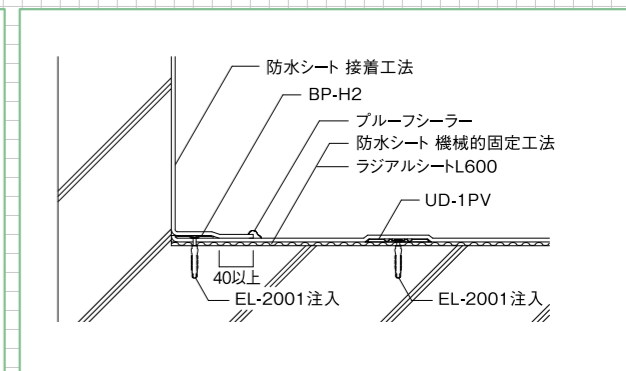 防水シート 接着工法
BP-H2
プルーフシーラー
防水シート 機械的固定工法
ラジアルシートL600
UD-1PV
40以上
EL-2001注入
EL-2001注入